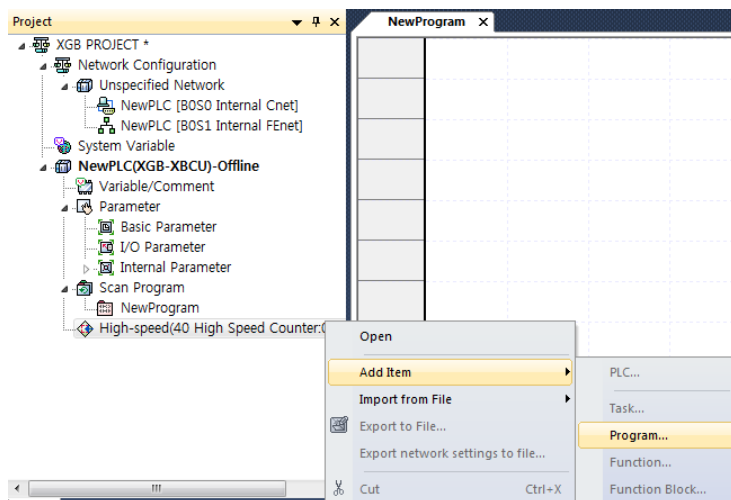 Project
XGB PROJECT *
Network Configuration
Unspecified Network
NewPLC [B0S0 Internal Cnet]
NewPLC [B0S1 Internal FEnet]
System Variable
NewPLC(XGB-XBCU)-Offline
Variable/Comment
Parameter
Basic Parameter
I/O Parameter
Internal Parameter
Scan Program
NewProgram
High-speed(40 High Speed Counter:0
NewProgram
Open
Add Item
Import from File
Export to File...
Export network settings to file...
Cut Ctrl+X
PLC...
Task...
Program...
Function...
Function Block...